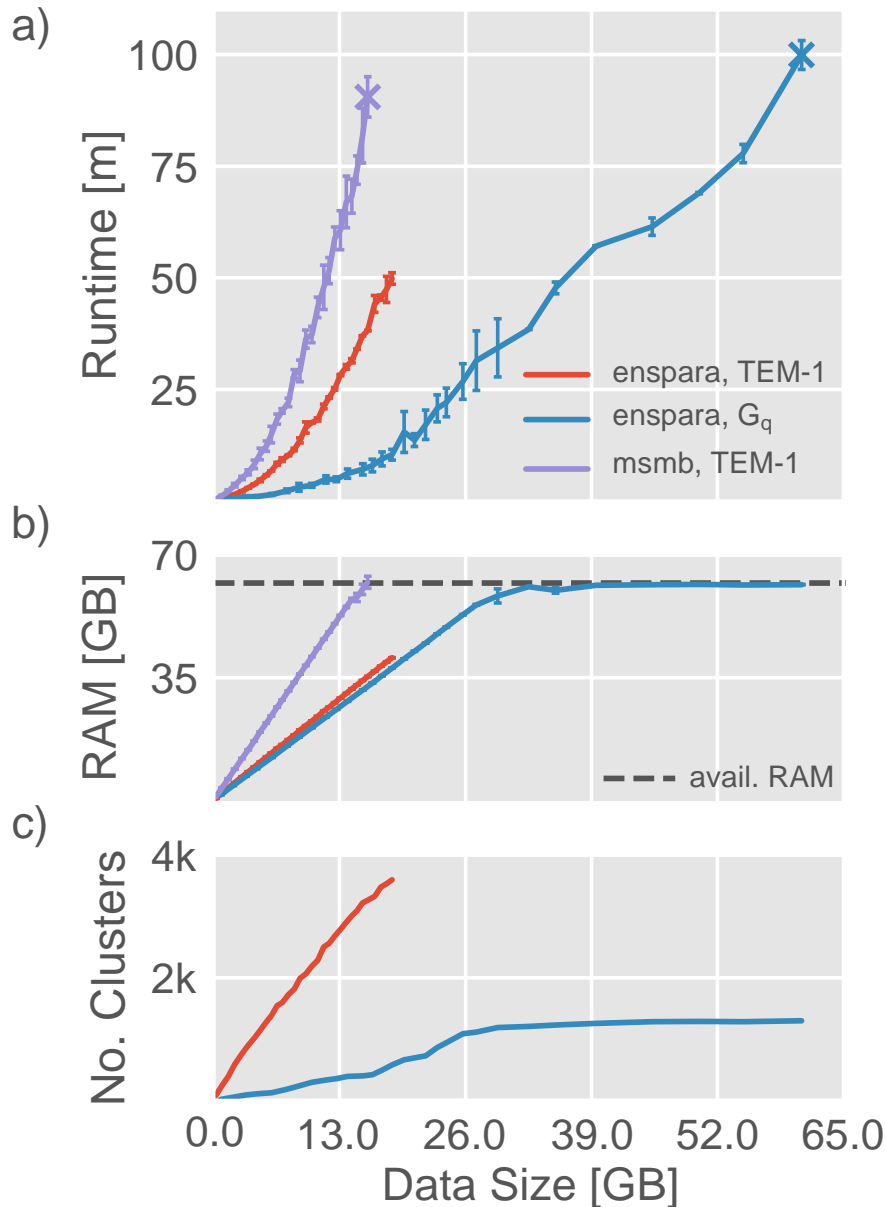 a)
100
75
50
25
Runtime [m]
enspara, TEM-1
enspara, Gq
msmb, TEM-1
b)
70
35
RAM [GB]
avail. RAM
c)
4k
2k
No. Clusters
0.0 13.0 26.0 39.0 52.0 65.0
Data Size [GB]